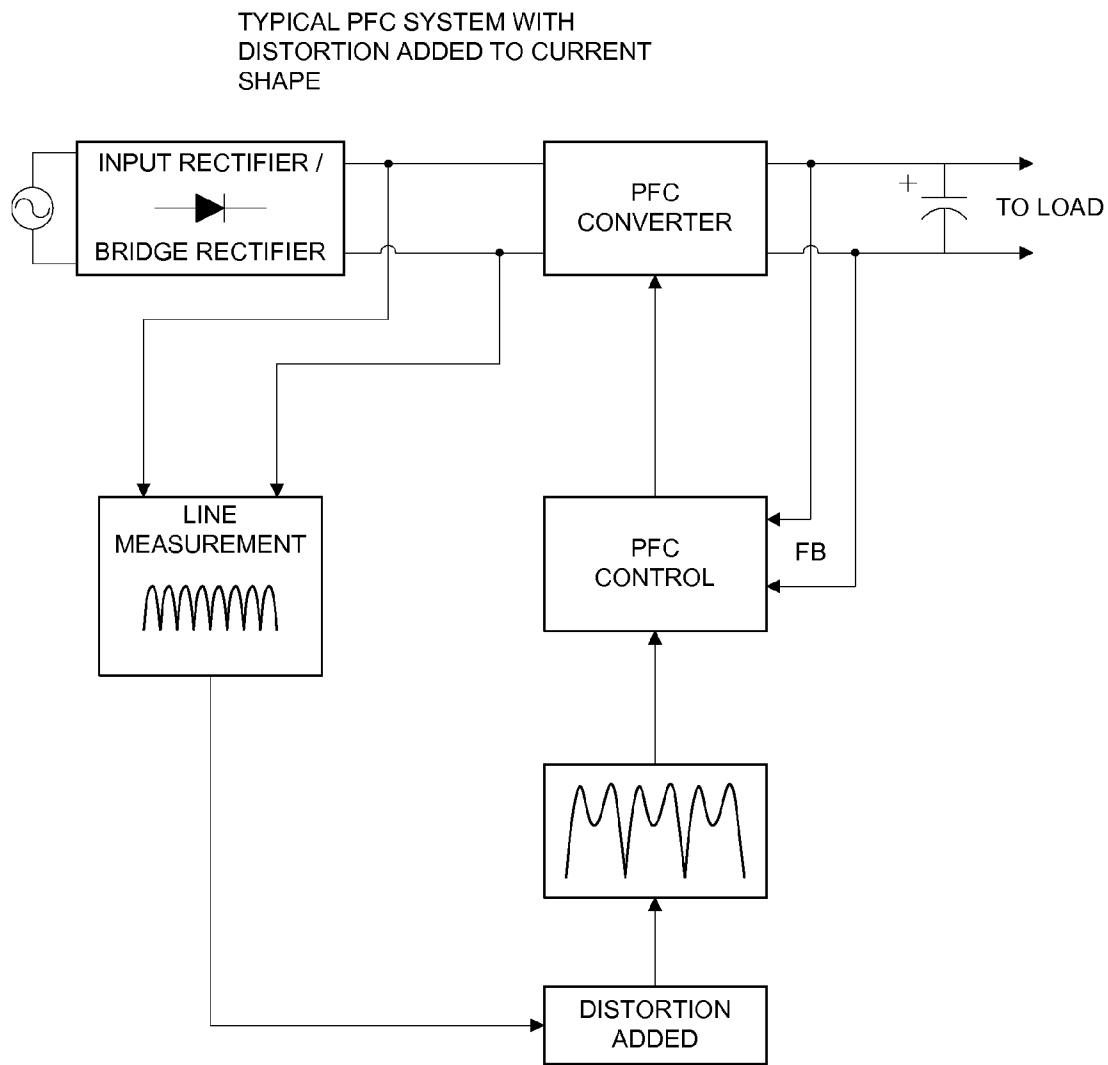 TYPICAL PFC SYSTEM WITH
DISTORTION ADDED TO CURRENT
SHAPE
INPUT RECTIFIER /
BRIDGE RECTIFIER
PFC
CONVERTER
+
TO LOAD
LINE
MEASUREMENT
PFC
CONTROL
FB
DISTORTION
ADDED